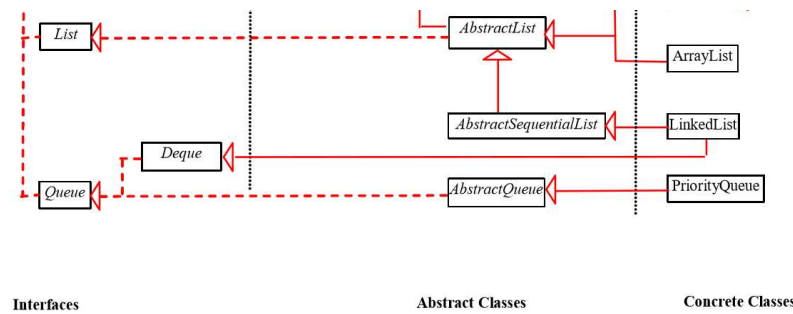 AbstractList
List
ArrayList
AbstractSequentialList
LinkedList
Deque
Queue
AbstractQueue
PriorityQueue
Interfaces
Abstract Classes
Concrete Classes